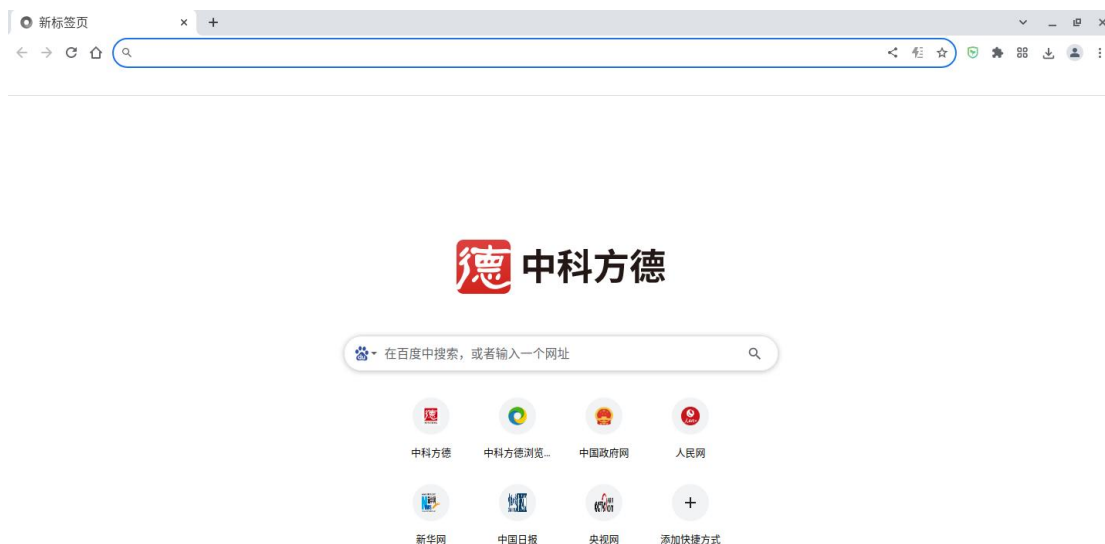 新标签页
德 中科方德
在百度中搜索，或者输入一个网址
中科方德
中科方德浏览...
中国政府网
人民网
新华网
中国日报
央视网
添加快捷方式